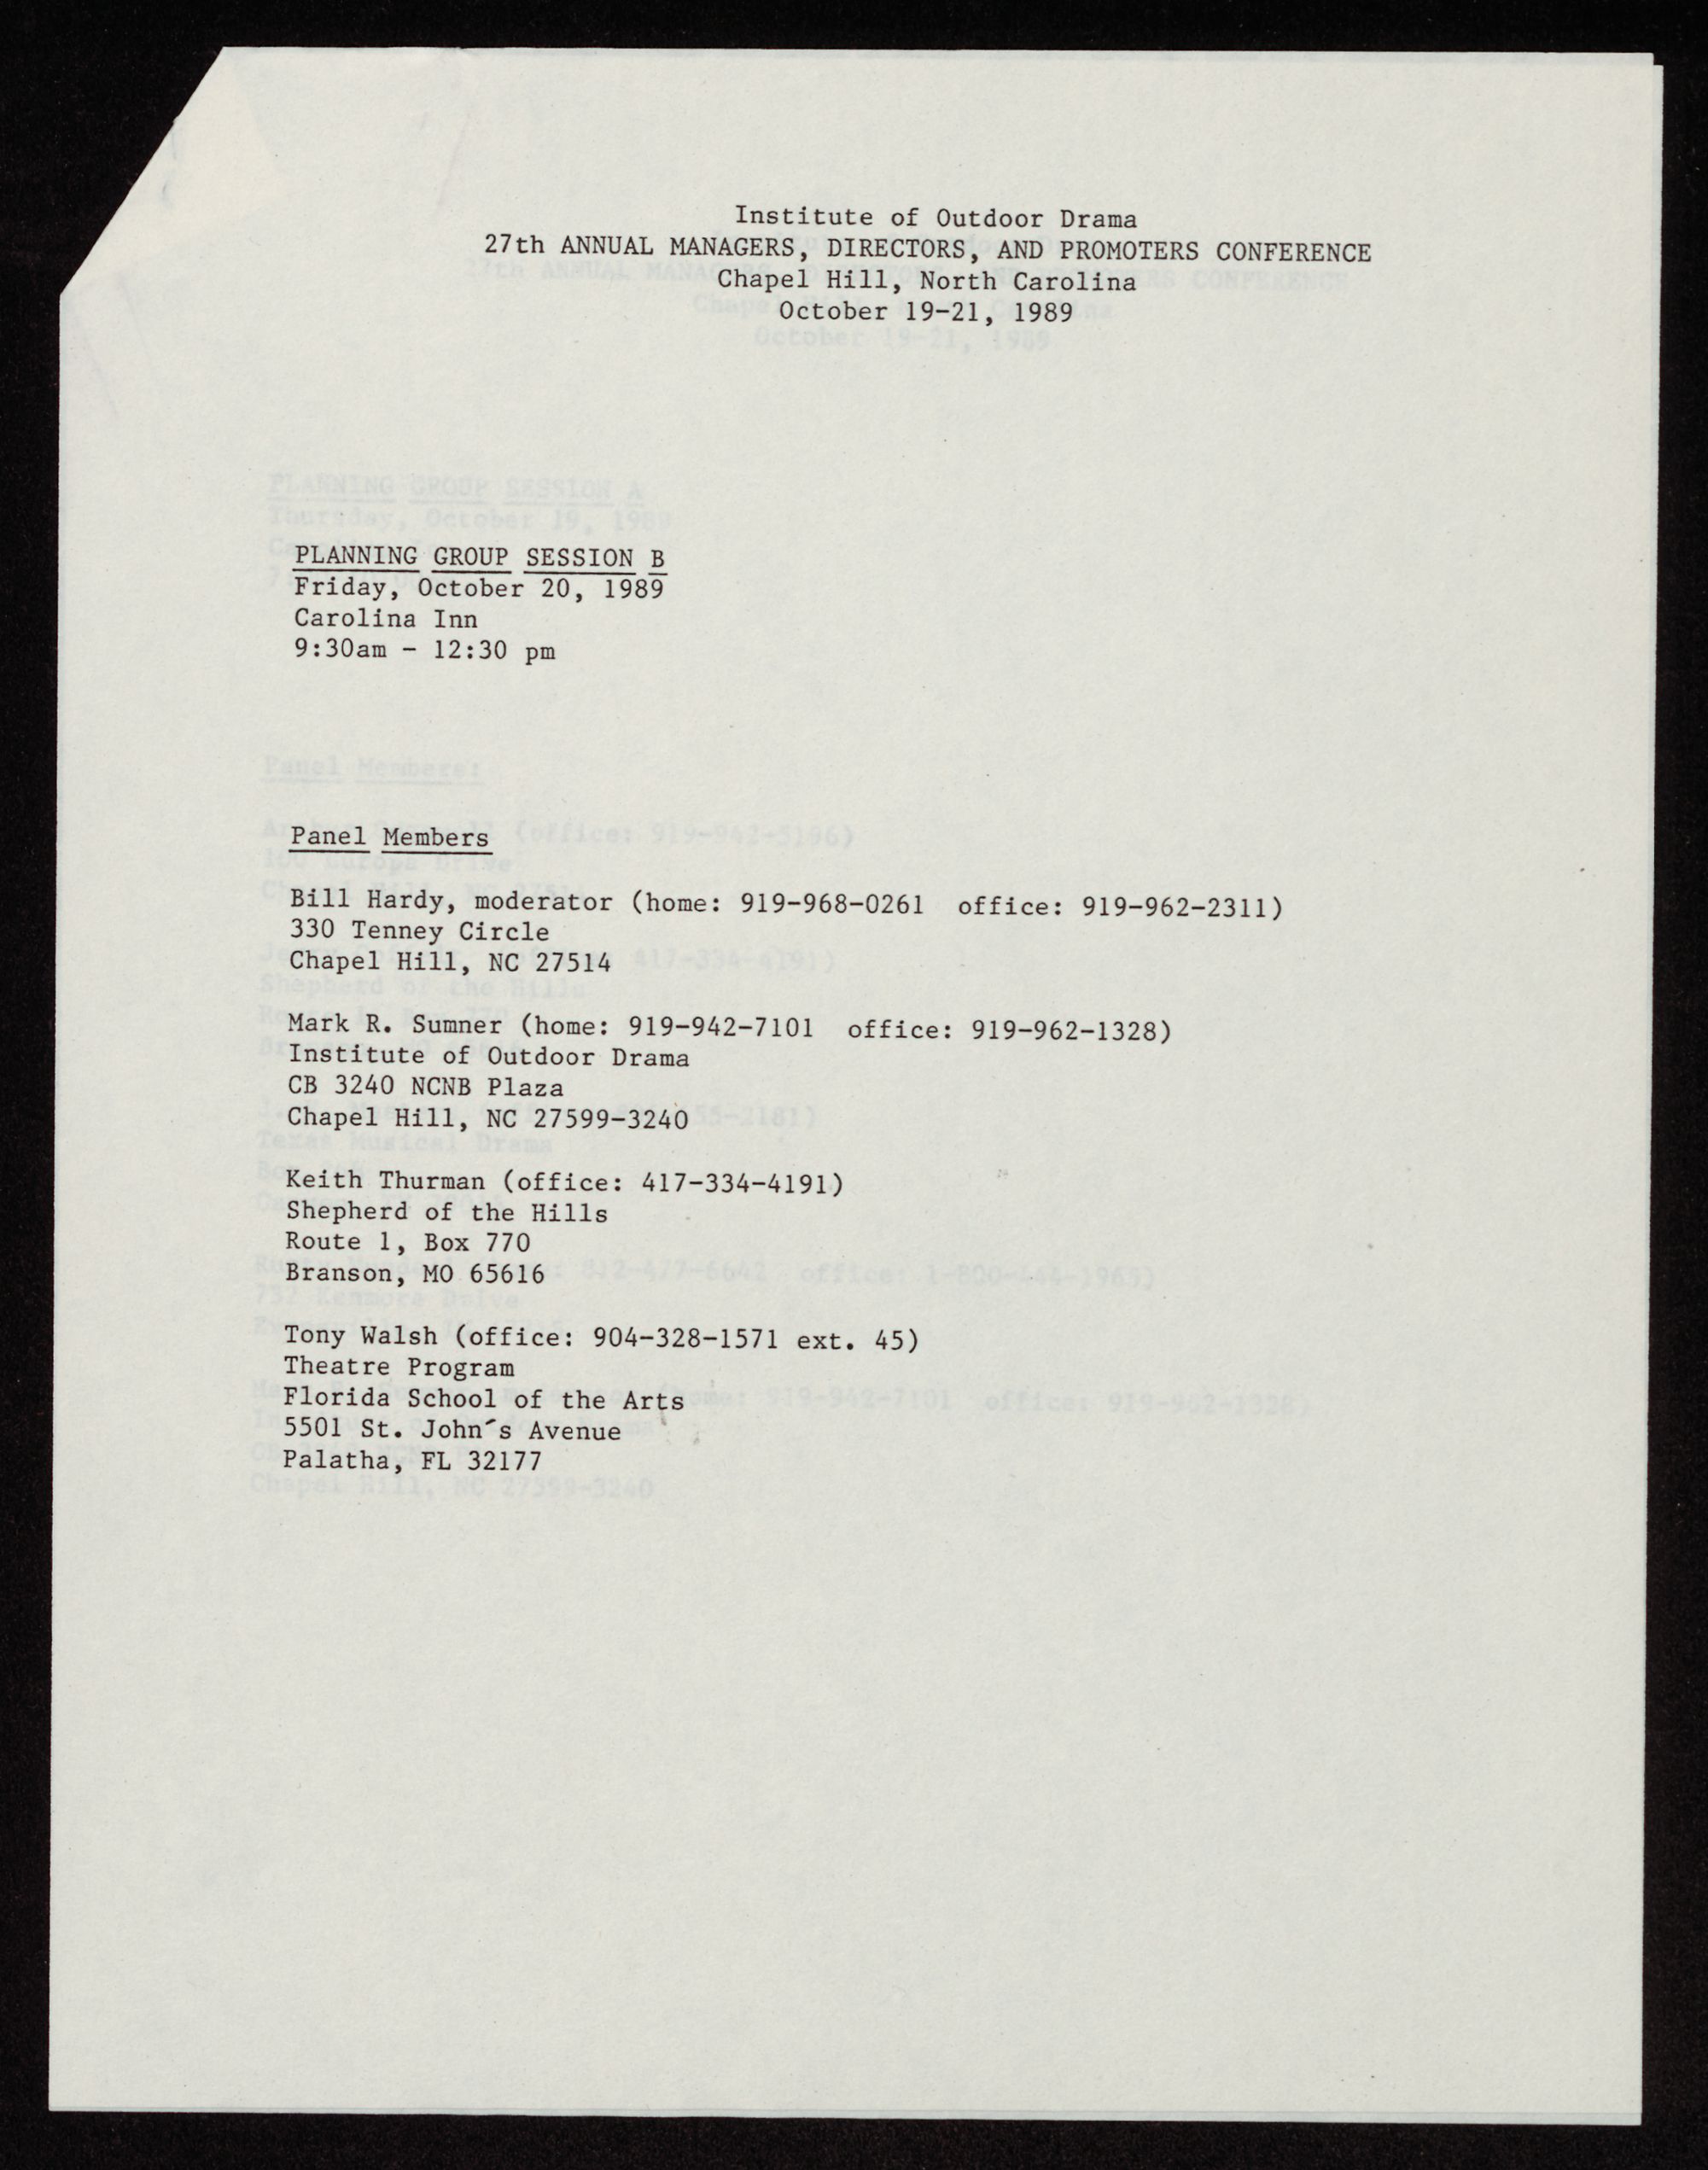 Institute of Outdoor Drama
27th ANNUAL MANAGERS, DIRECTORS, AND PROMOTERS CONFERENCE
Chapel Hill, North Carolina
October 19-21, 1989
PLANNING GROUP SESSION B
Friday, October 20, 1989
Carolina Inn
9:30am - 12:30 pm
Panel Members
Bill Hardy, moderator (home: 919-968-0261 office: 919-962-2311)
330 Tenney Circle
Chapel Hill, NC 27514
Mark R. Sumner (home: 919-942-7101 office: 919-962-1328)
Institute of Outdoor Drama
CB 3240 NCNB Plaza
Chapel Hill, NC 27599-3240
Keith Thurman (office: 417-334-4191)
Shepherd of the Hills
Route 1, Box 770
Branson, MO 65616
Tony Walsh (office: 904-328-1571 ext. 45)
Theatre Program
Florida School of the Arts
5501 St. John´s Avenue
Palatha, FL 32177